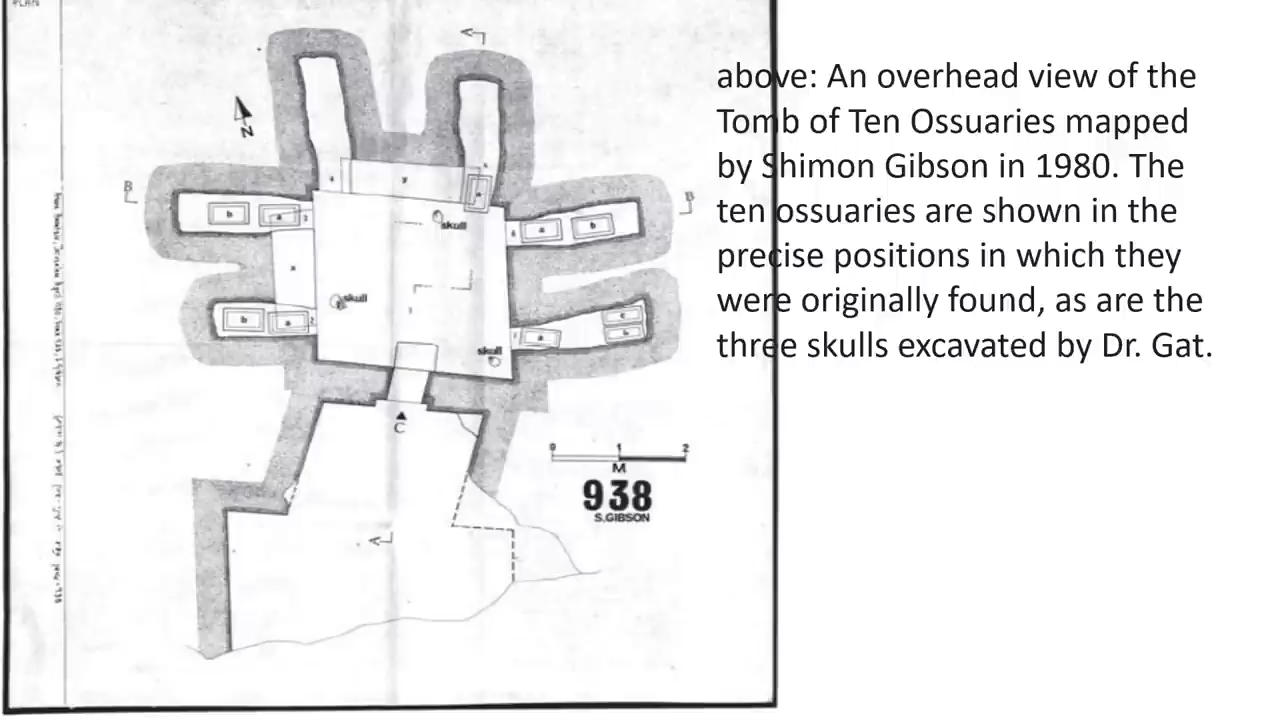 PLAN
above: An overhead view of the
Tomb of Ten Ossuaries mapped
by Shimon Gibson in 1980. The
ten ossuaries are shown in the
precise positions in which they
were originally found, as are the
three skulls excavated by Dr. Gat.
N
B
B
b
a
y
a
skull
a
b
x
skull
b
a
skull
a
C
0 1 2
M
938
S.GIBSON